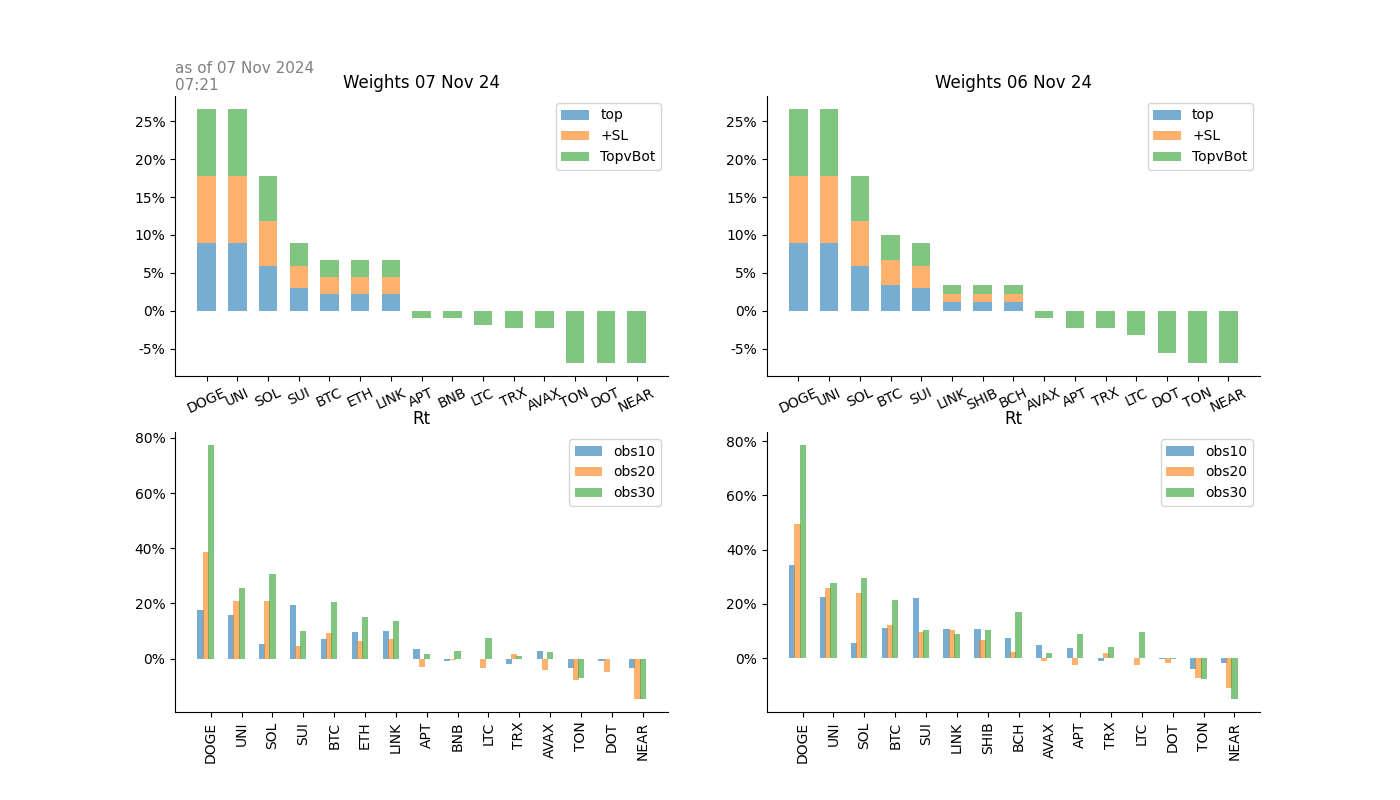 as of 07 Nov 2024
07:21
Weights 07 Nov 24
25%
20%
15%
10%
5%
0%
-5%
top
+SL
TopvBot
DOGE UNI SOL SUI BTC ETH LINK APT BNB LTC TRX AVAX TON DOT NEAR
Weights 06 Nov 24
25%
20%
15%
10%
5%
0%
-5%
top
+SL
TopvBot
DOGE UNI SOL BTC SUI LINK SHIB BCH AVAX APT TRX LTC DOT TON NEAR
Rt
80%
60%
40%
20%
0%
obs10
obs20
obs30
DOGE UNI SOL SUI BTC ETH LINK APT BNB LTC TRX AVAX TON DOT NEAR
Rt
80%
60%
40%
20%
0%
obs10
obs20
obs30
DOGE UNI SOL BTC SUI LINK SHIB BCH AVAX APT TRX LTC DOT TON NEAR